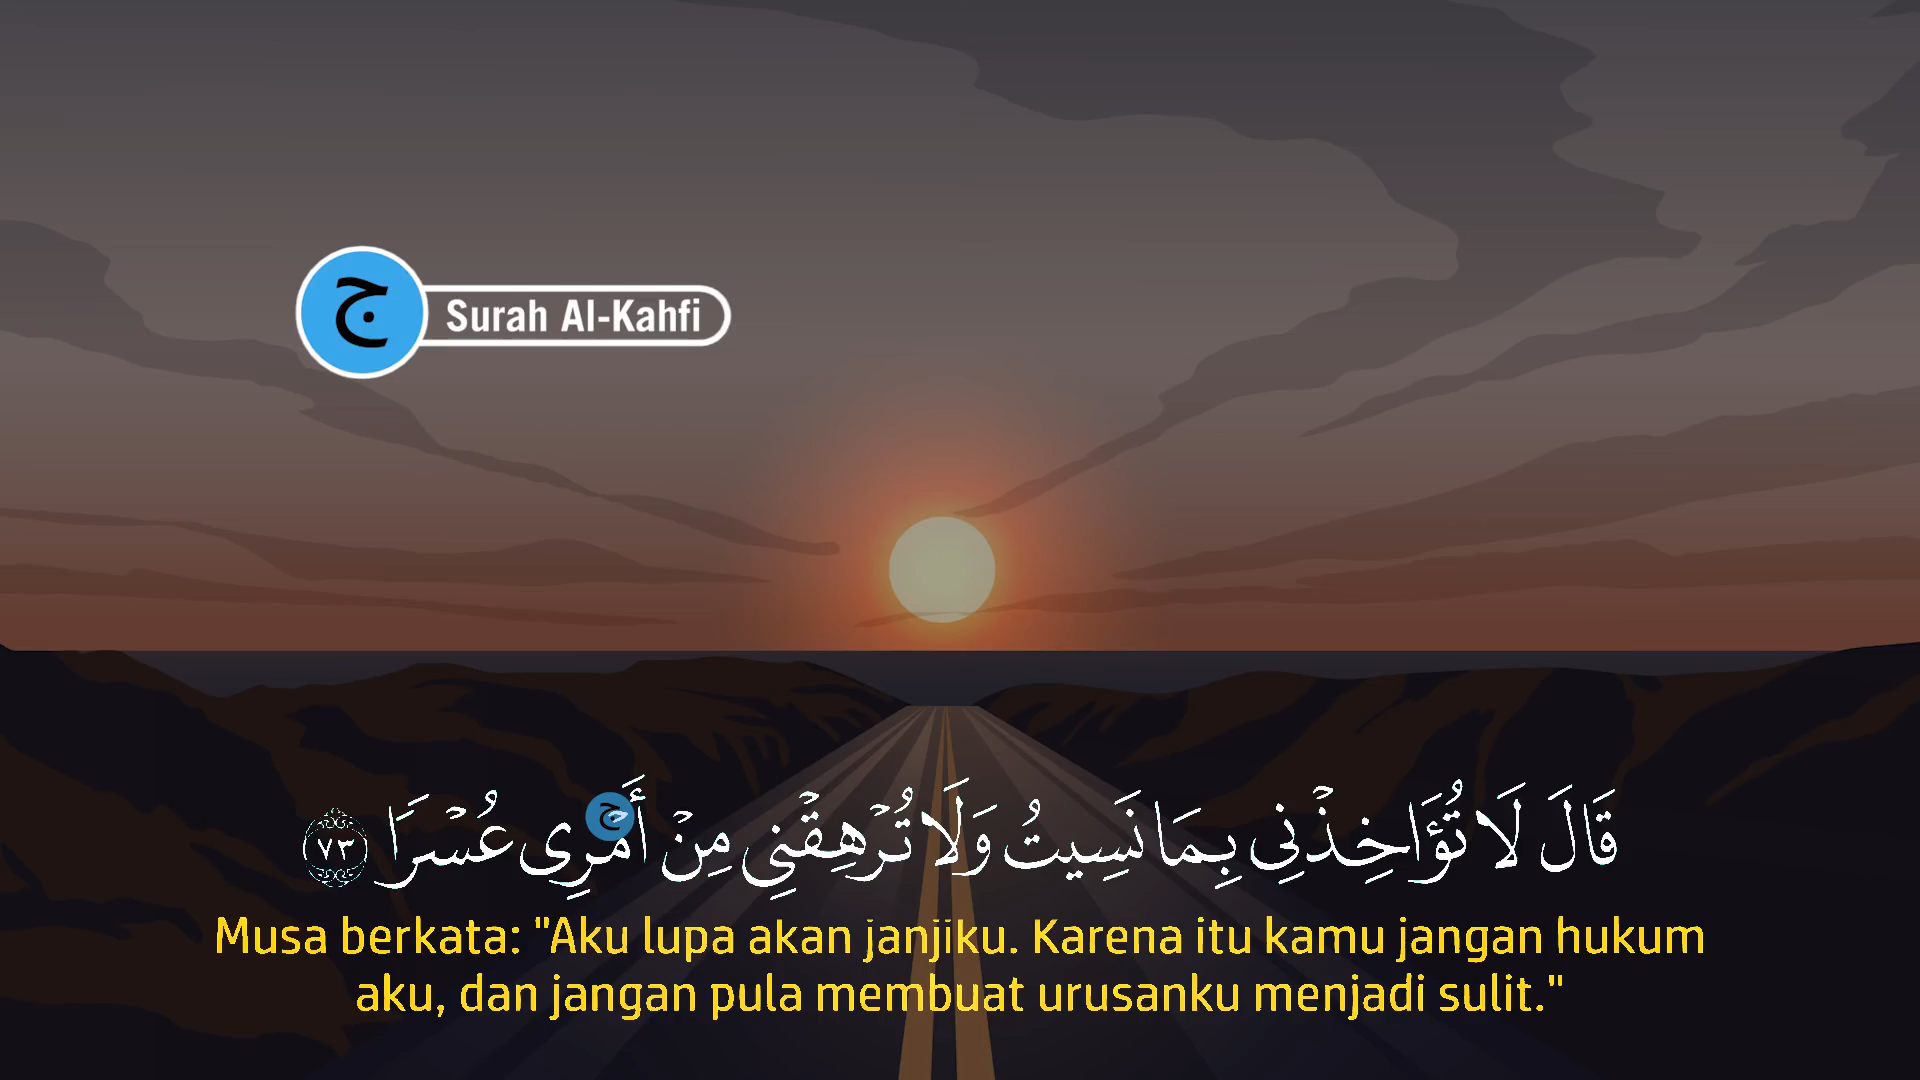 ج
Surah Al-Kahfi
قَالَ لَا تُؤَاخِذْنِى بِمَا نَسِيتُ وَلَا تُرْهِقْنِى مِنْ أَمْرِى عُسْرًا ٧٣
ج
Musa berkata: "Aku lupa akan janjiku. Karena itu kamu jangan hukum
aku, dan jangan pula membuat urusanku menjadi sulit."